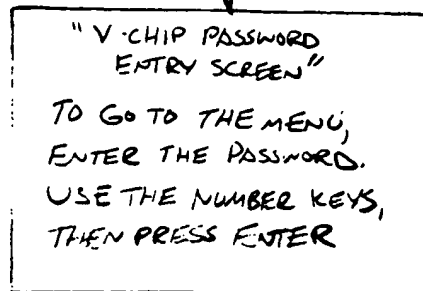 "V-CHIP PASSWORD
ENTRY SCREEN"
TO GO TO THE MENU,
ENTER THE PASSWORD.
USE THE NUMBER KEYS,
THEN PRESS ENTER